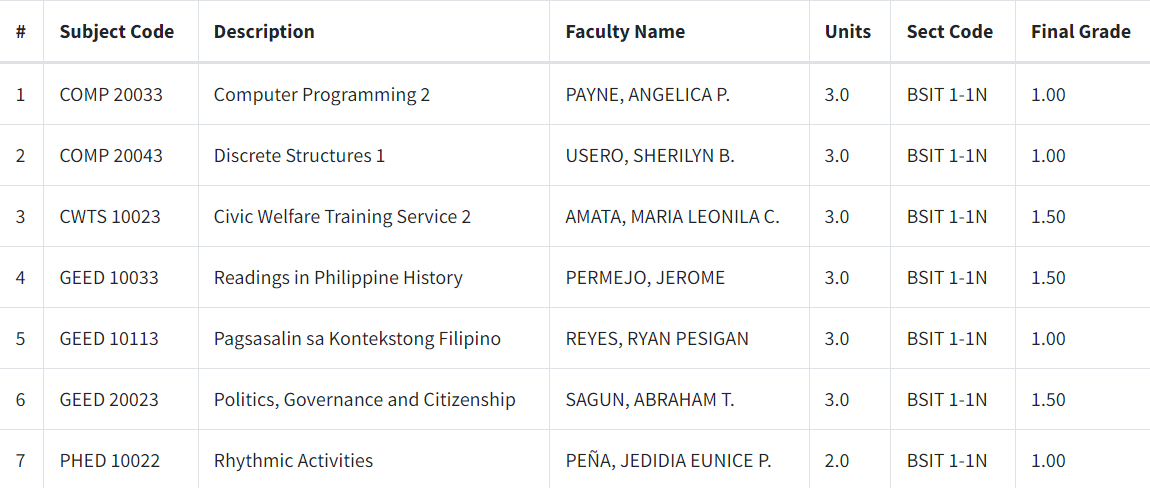 # Subject Code Description Faculty Name Units Sect Code Final Grade
1 COMP 20033 Computer Programming 2 PAYNE, ANGELICA P. 3.0 BSIT 1-1N 1.00
2 COMP 20043 Discrete Structures 1 USERO, SHERILYN B. 3.0 BSIT 1-1N 1.00
3 CWTS 10023 Civic Welfare Training Service 2 AMATA, MARIA LEONILA C. 3.0 BSIT 1-1N 1.50
4 GEED 10033 Readings in Philippine History PERMEJO, JEROME 3.0 BSIT 1-1N 1.50
5 GEED 10113 Pagsasalin sa Kontekstong Filipino REYES, RYAN PESIGAN 3.0 BSIT 1-1N 1.00
6 GEED 20023 Politics, Governance and Citizenship SAGUN, ABRAHAM T. 3.0 BSIT 1-1N 1.50
7 PHED 10022 Rhythmic Activities PEÑA, JEDIDIA EUNICE P. 2.0 BSIT 1-1N 1.00